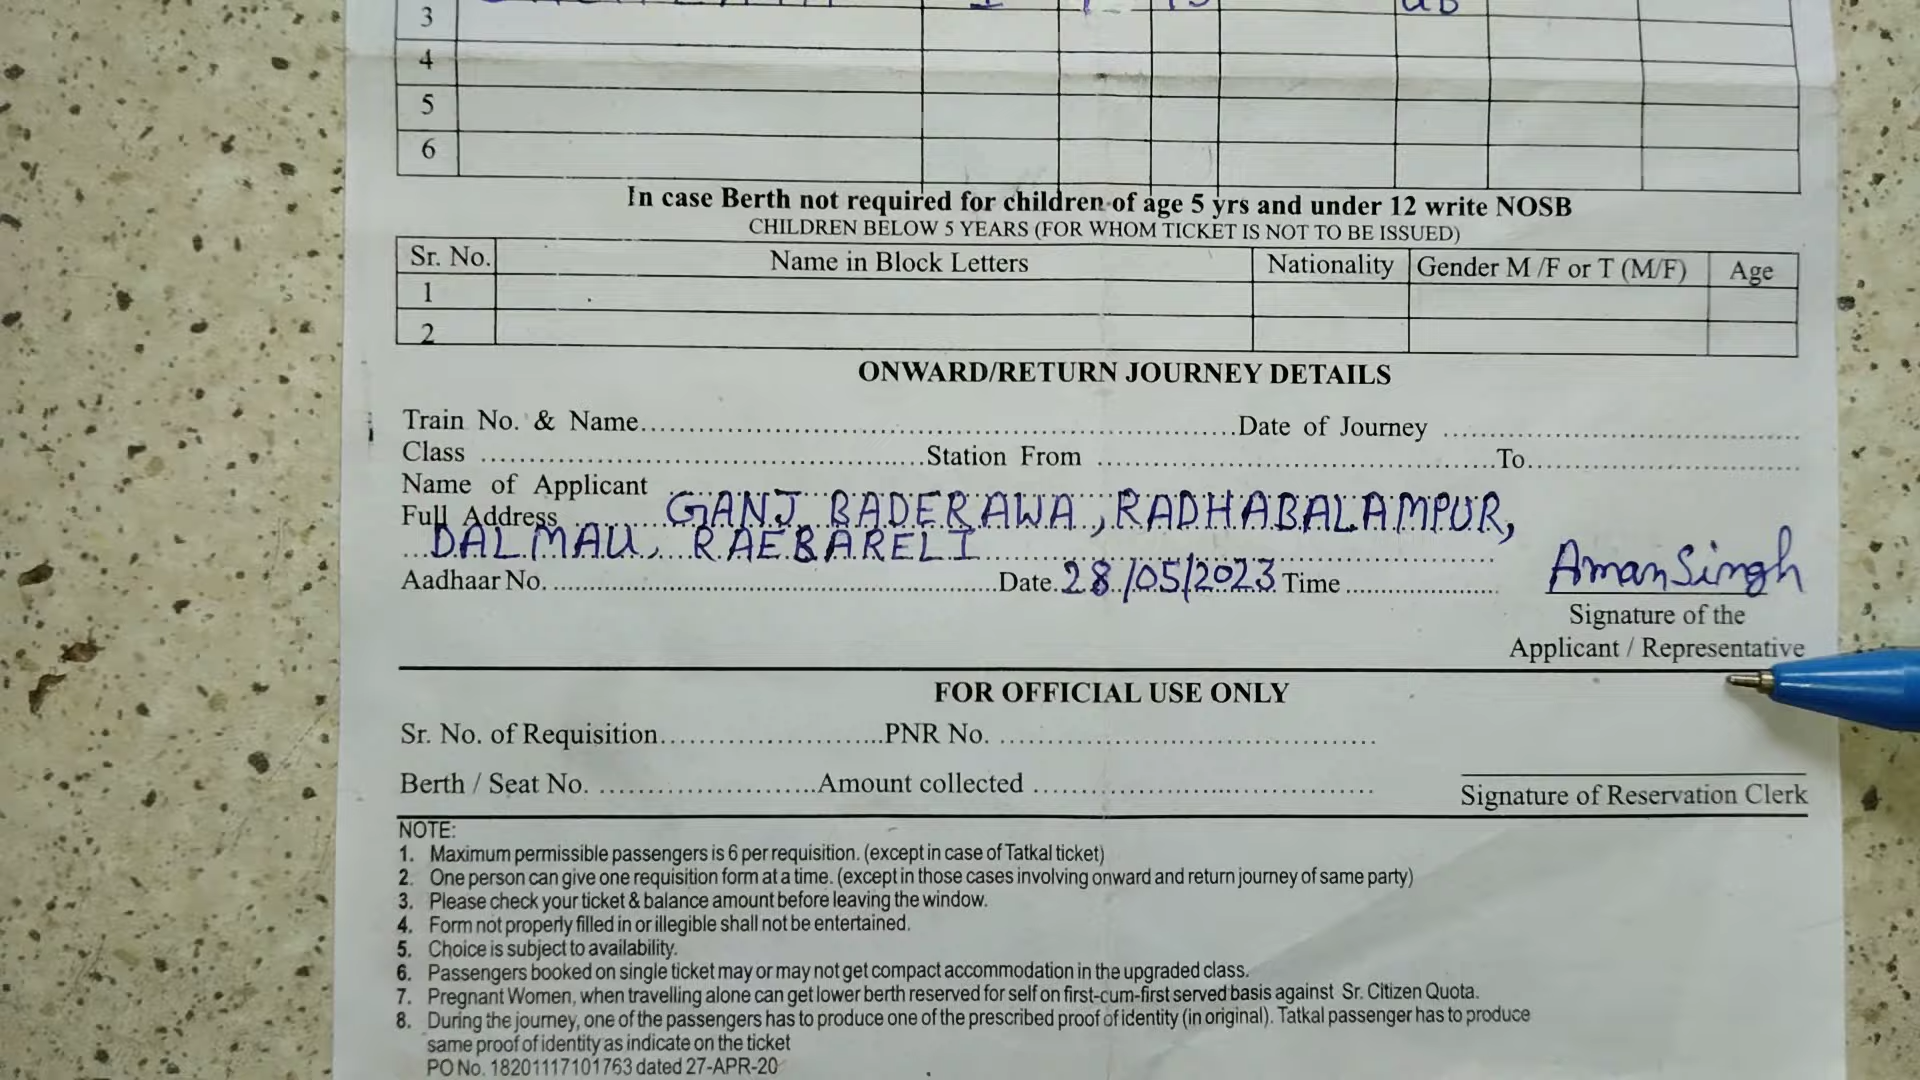 3
4
5
6
In case Berth not required for children of age 5 yrs and under 12 write NOSB
CHILDREN BELOW 5 YEARS (FOR WHOM TICKET IS NOT TO BE ISSUED)
Sr. No. Name in Block Letters Nationality Gender M /F or T (M/F) Age
1
2
ONWARD/RETURN JOURNEY DETAILS
Train No. & Name Date of Journey
Class Station From To
Name of Applicant
Full Address GANJ BADERAWA, RADHABALAMPUR,
DALMAU, RAEBARELI
Aadhaar No. Date 28/05/2023 Time AmanSingh
Signature of the
Applicant / Representative
FOR OFFICIAL USE ONLY
Sr. No. of Requisition PNR No.
Berth / Seat No. Amount collected
Signature of Reservation Clerk
NOTE:
1. Maximum permissible passengers is 6 per requisition. (except in case of Tatkal ticket)
2. One person can give one requisition form at a time. (except in those cases involving onward and return journey of same party)
3. Please check your ticket & balance amount before leaving the window.
4. Form not properly filled in or illegible shall not be entertained.
5. Choice is subject to availability.
6. Passengers booked on single ticket may or may not get compact accommodation in the upgraded class.
7. Pregnant Women, when travelling alone can get lower berth reserved for self on first-cum-first served basis against Sr. Citizen Quota.
8. During the journey, one of the passengers has to produce one of the prescribed proof of identity (in original). Tatkal passenger has to produce
same proof of identity as indicate on the ticket
PO No. 18201117101763 dated 27-APR-20